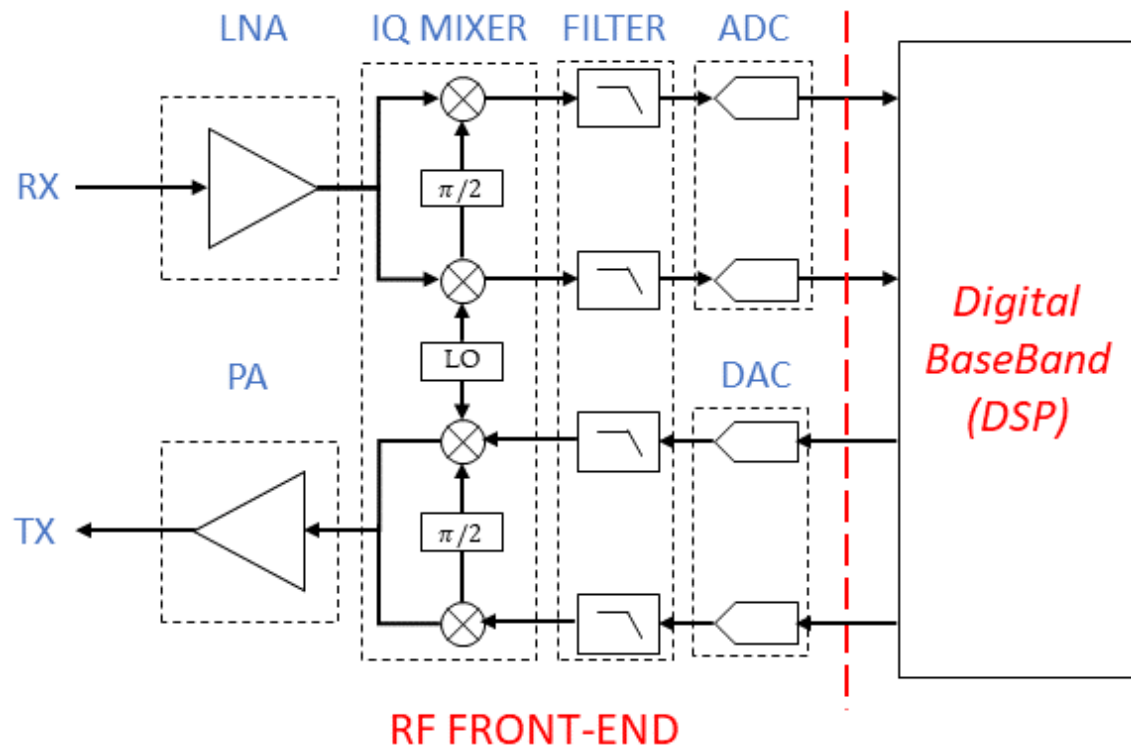 LNA
IQ MIXER
FILTER
ADC
RX
π/2
LO
Digital
BaseBand
(DSP)
PA
DAC
TX
π/2
RF FRONT-END